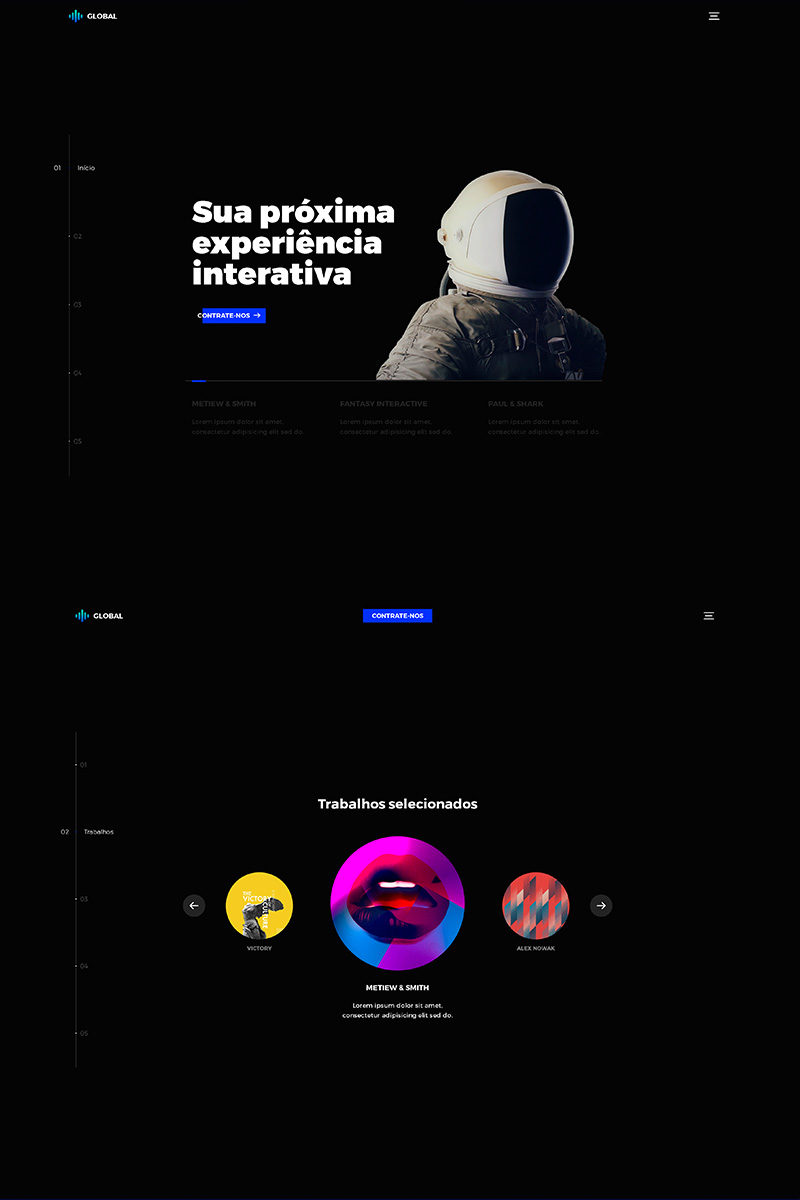 GLOBAL
01 Início
02
03
04
05
Sua próxima
experiência
interativa
CONTRATE-NOS
METIEW & SMITH
Lorem ipsum dolor sit amet,
consectetur adipisicing elit sed do.
FANTASY INTERACTIVE
Lorem ipsum dolor sit amet,
consectetur adipisicing elit sed do.
PAUL & SHARK
Lorem ipsum dolor sit amet,
consectetur adipisicing elit sed do.
GLOBAL
CONTRATE-NOS
01
02 Trabalhos
03
04
05
Trabalhos selecionados
THE
VICTORY
CULTURE
VICTORY
METIEW & SMITH
Lorem ipsum dolor sit amet,
consectetur adipisicing elit sed do.
ALEX NOWAK